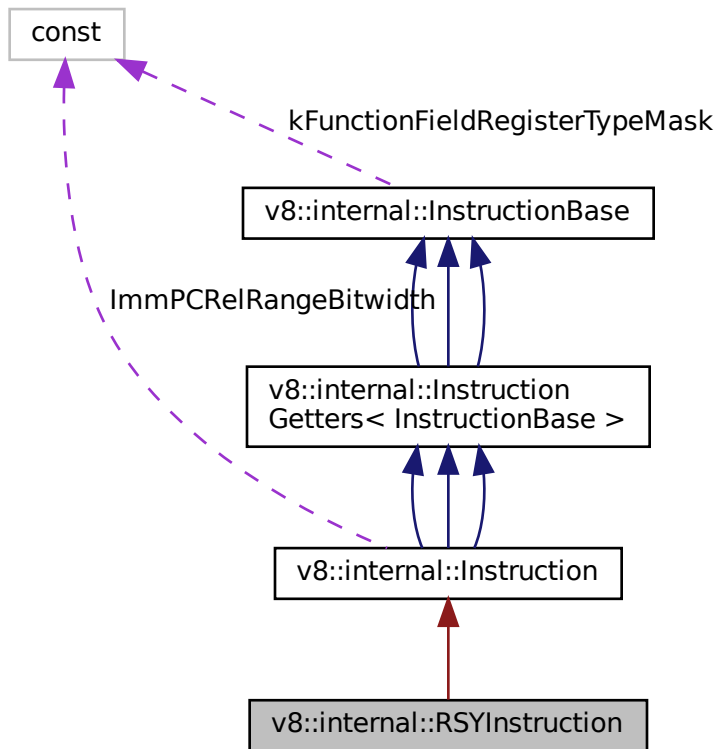 const
kFunctionFieldRegisterTypeMask
v8::internal::InstructionBase
ImmPCRelRangeBitwidth
v8::internal::Instruction
Getters< InstructionBase >
v8::internal::Instruction
v8::internal::RSYInstruction